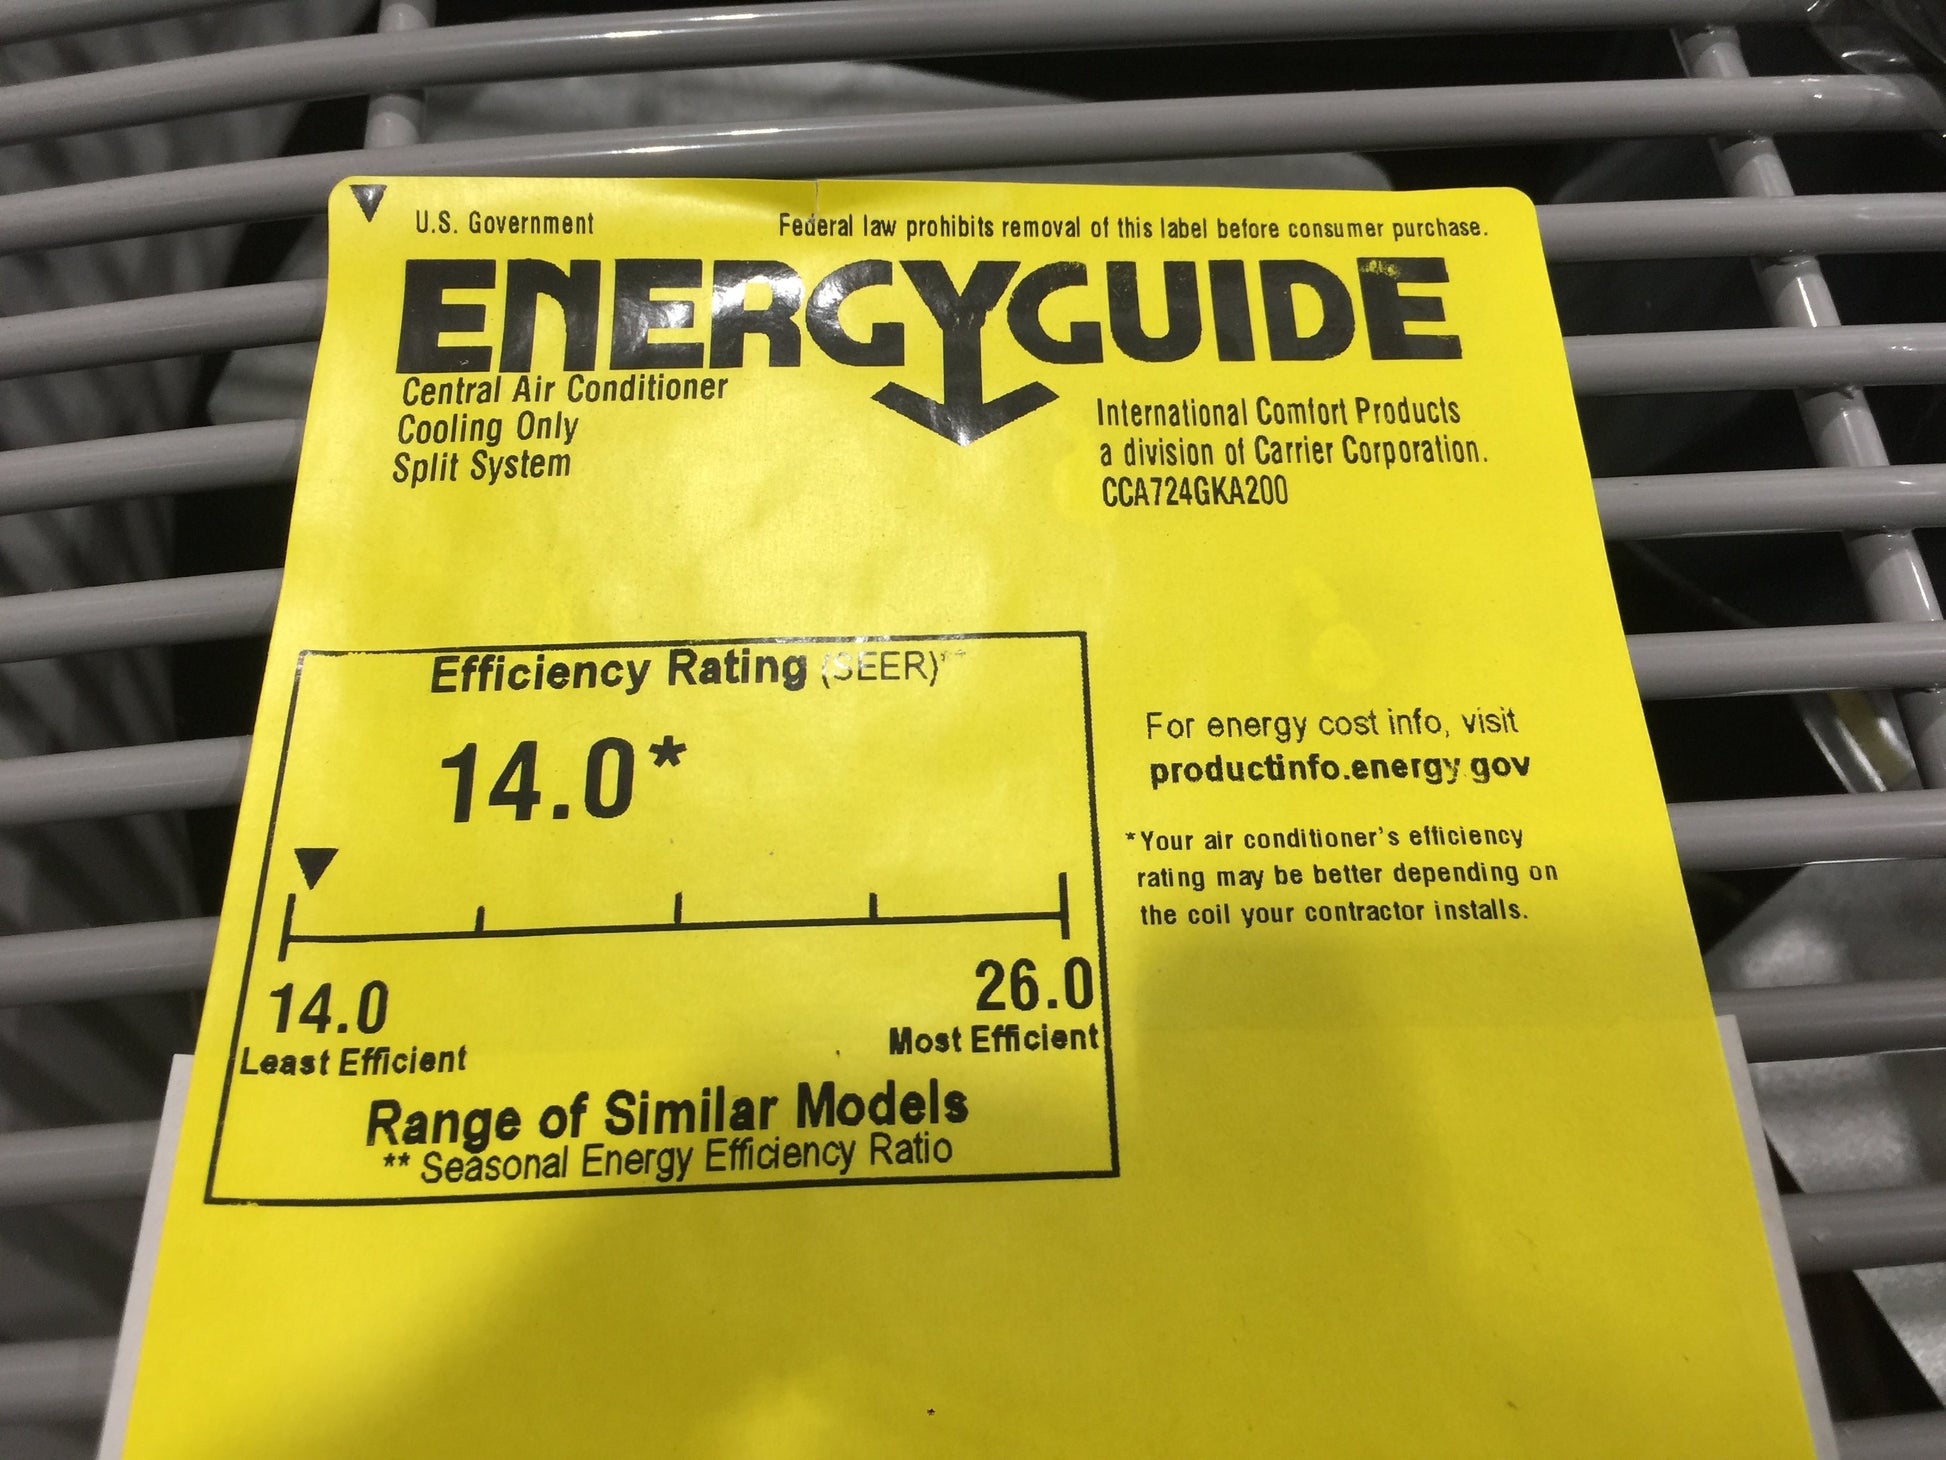 U.S. Government
Federal law prohibits removal of this label before consumer purchase.
ENERGYGUIDE
Central Air Conditioner
Cooling Only
Split System
International Comfort Products
a division of Carrier Corporation.
CCA724GKA200
Efficiency Rating (SEER)**
14.0*
14.0
Least Efficient
26.0
Most Efficient
Range of Similar Models
** Seasonal Energy Efficiency Ratio
For energy cost info, visit
productinfo.energy.gov
*Your air conditioner's efficiency
rating may be better depending on
the coil your contractor installs.